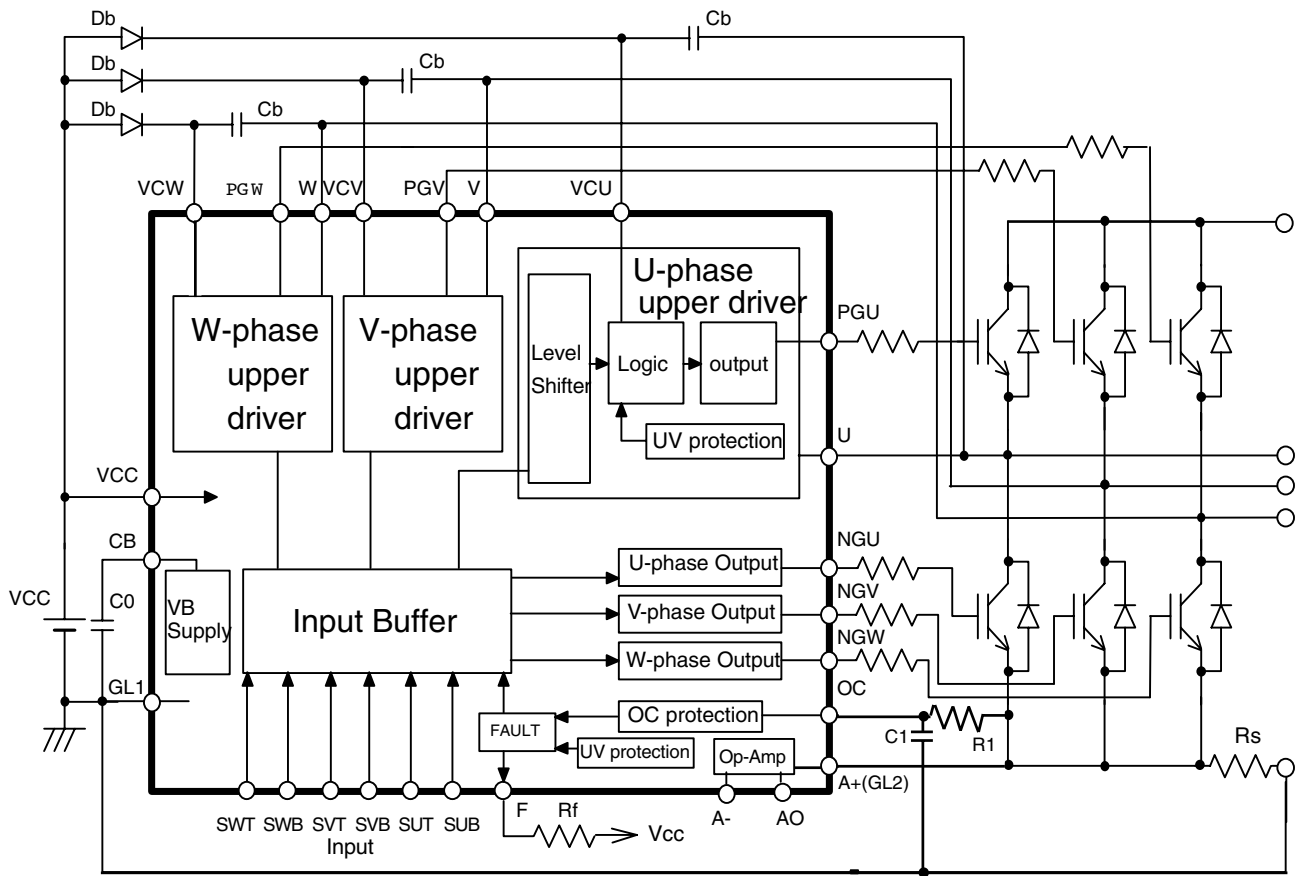 Db
Cb
Db
Cb
Db
Cb
VCW
PGW
W
VCV
PGV
V
VCU
W-phase
upper
driver
V-phase
upper
driver
U-phase
upper driver
Level
Shifter
Logic
output
UV protection
PGU
U
VCC
CB
VCC
C0
VB
Supply
GL1
Input Buffer
U-phase Output
V-phase Output
W-phase Output
NGU
NGV
NGW
OC
FAULT
OC protection
UV protection
Op-Amp
C1
R1
Rs
A+(GL2)
SWT
SWB
SVT
SVB
SUT
SUB
Input
F
Rf
Vcc
A-
AO